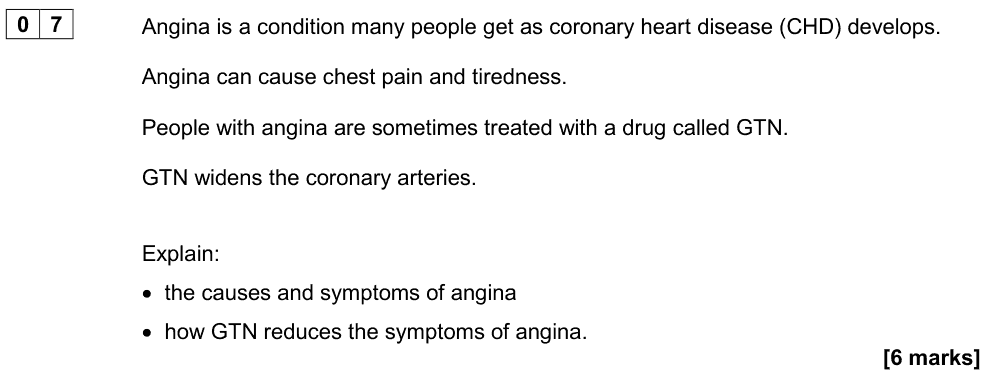 0 7 Angina is a condition many people get as coronary heart disease (CHD) develops.
Angina can cause chest pain and tiredness.
People with angina are sometimes treated with a drug called GTN.
GTN widens the coronary arteries.
Explain:
• the causes and symptoms of angina
• how GTN reduces the symptoms of angina.
[6 marks]